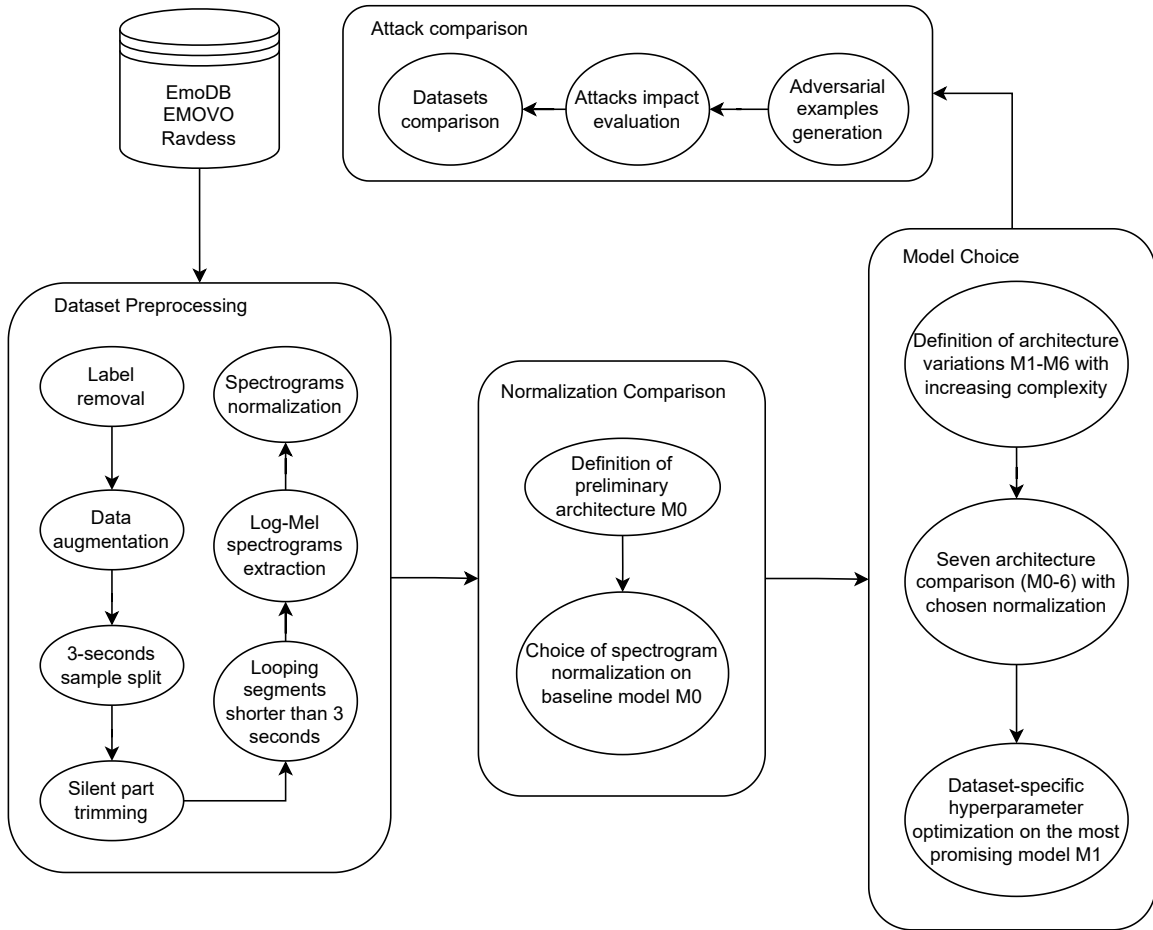 EmoDB
EMOVO
Ravdess
Attack comparison
Datasets
comparison
Attacks impact
evaluation
Adversarial
examples
generation
Dataset Preprocessing
Label
removal
Data
augmentation
3-seconds
sample split
Silent part
trimming
Looping
segments
shorter than 3
seconds
Log-Mel
spectrograms
extraction
Spectrograms
normalization
Normalization Comparison
Definition of
preliminary
architecture M0
Choice of spectrogram
normalization on
baseline model M0
Model Choice
Definition of architecture
variations M1-M6 with
increasing complexity
Seven architecture
comparison (M0-6) with
chosen normalization
Dataset-specific
hyperparameter
optimization on the most
promising model M1